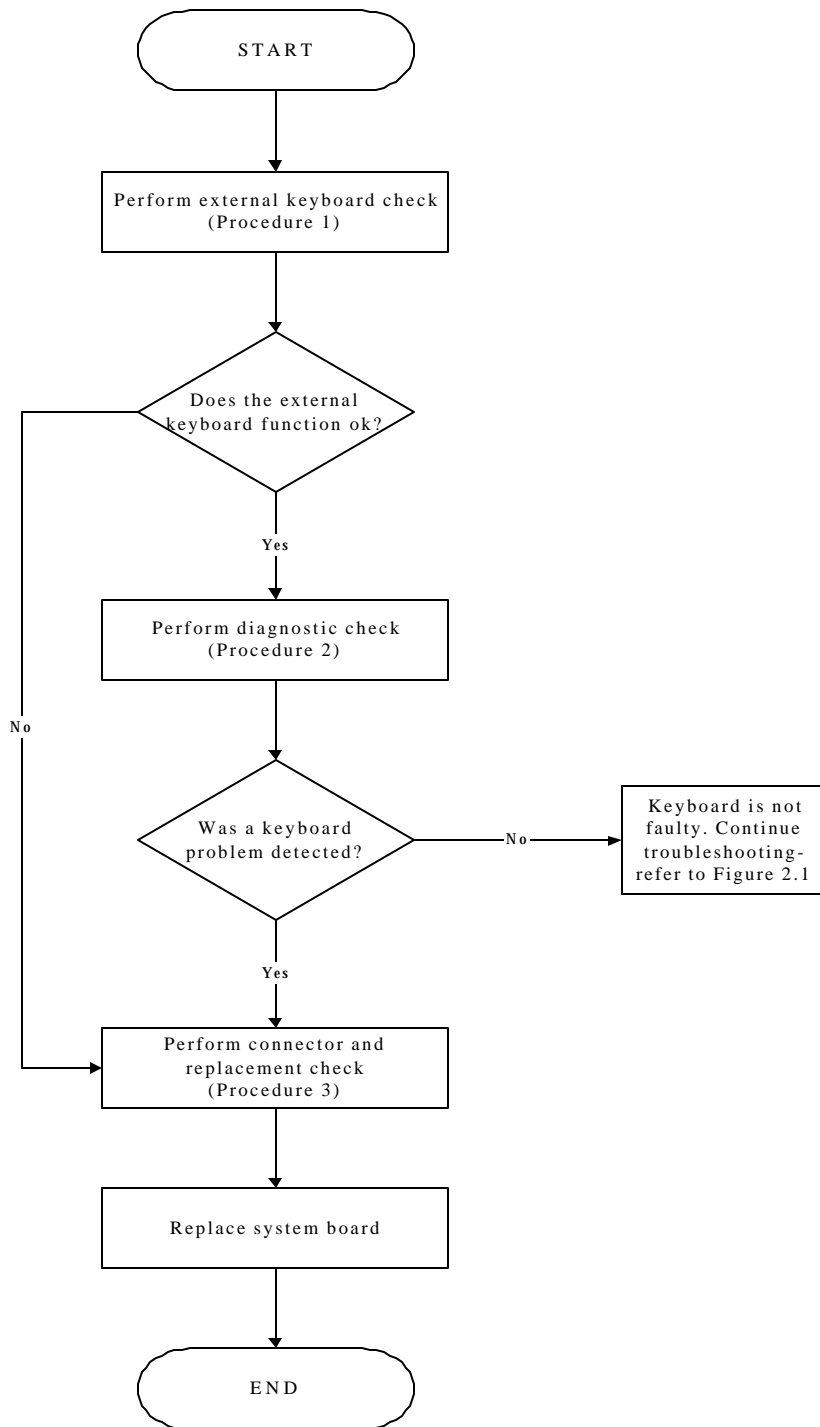 START
Perform external keyboard check
(Procedure 1)
Does the external
keyboard function ok?
Yes
Perform diagnostic check
(Procedure 2)
No
Was a keyboard
problem detected?
No
Keyboard is not
faulty. Continue
troubleshooting-
refer to Figure 2.1
Yes
Perform connector and
replacement check
(Procedure 3)
Replace system board
END